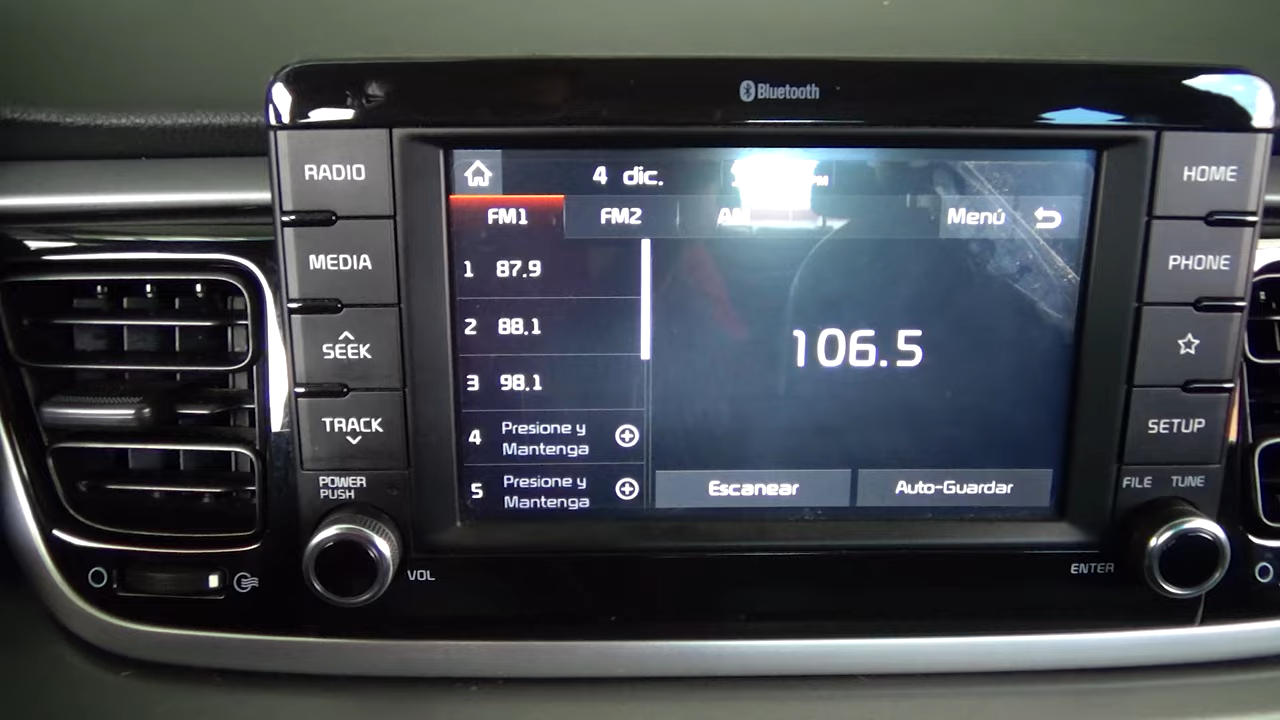 Bluetooth
RADIO
MEDIA
SEEK
TRACK
POWER
PUSH
VOL
4 dic.
FM1
FM2
Menú
1 87.9
2 88.1
3 98.1
4 Presione y
Mantenga
5 Presione y
Mantenga
106.5
Escanear
Auto-Guardar
HOME
PHONE
SETUP
FILE
TUNE
ENTER